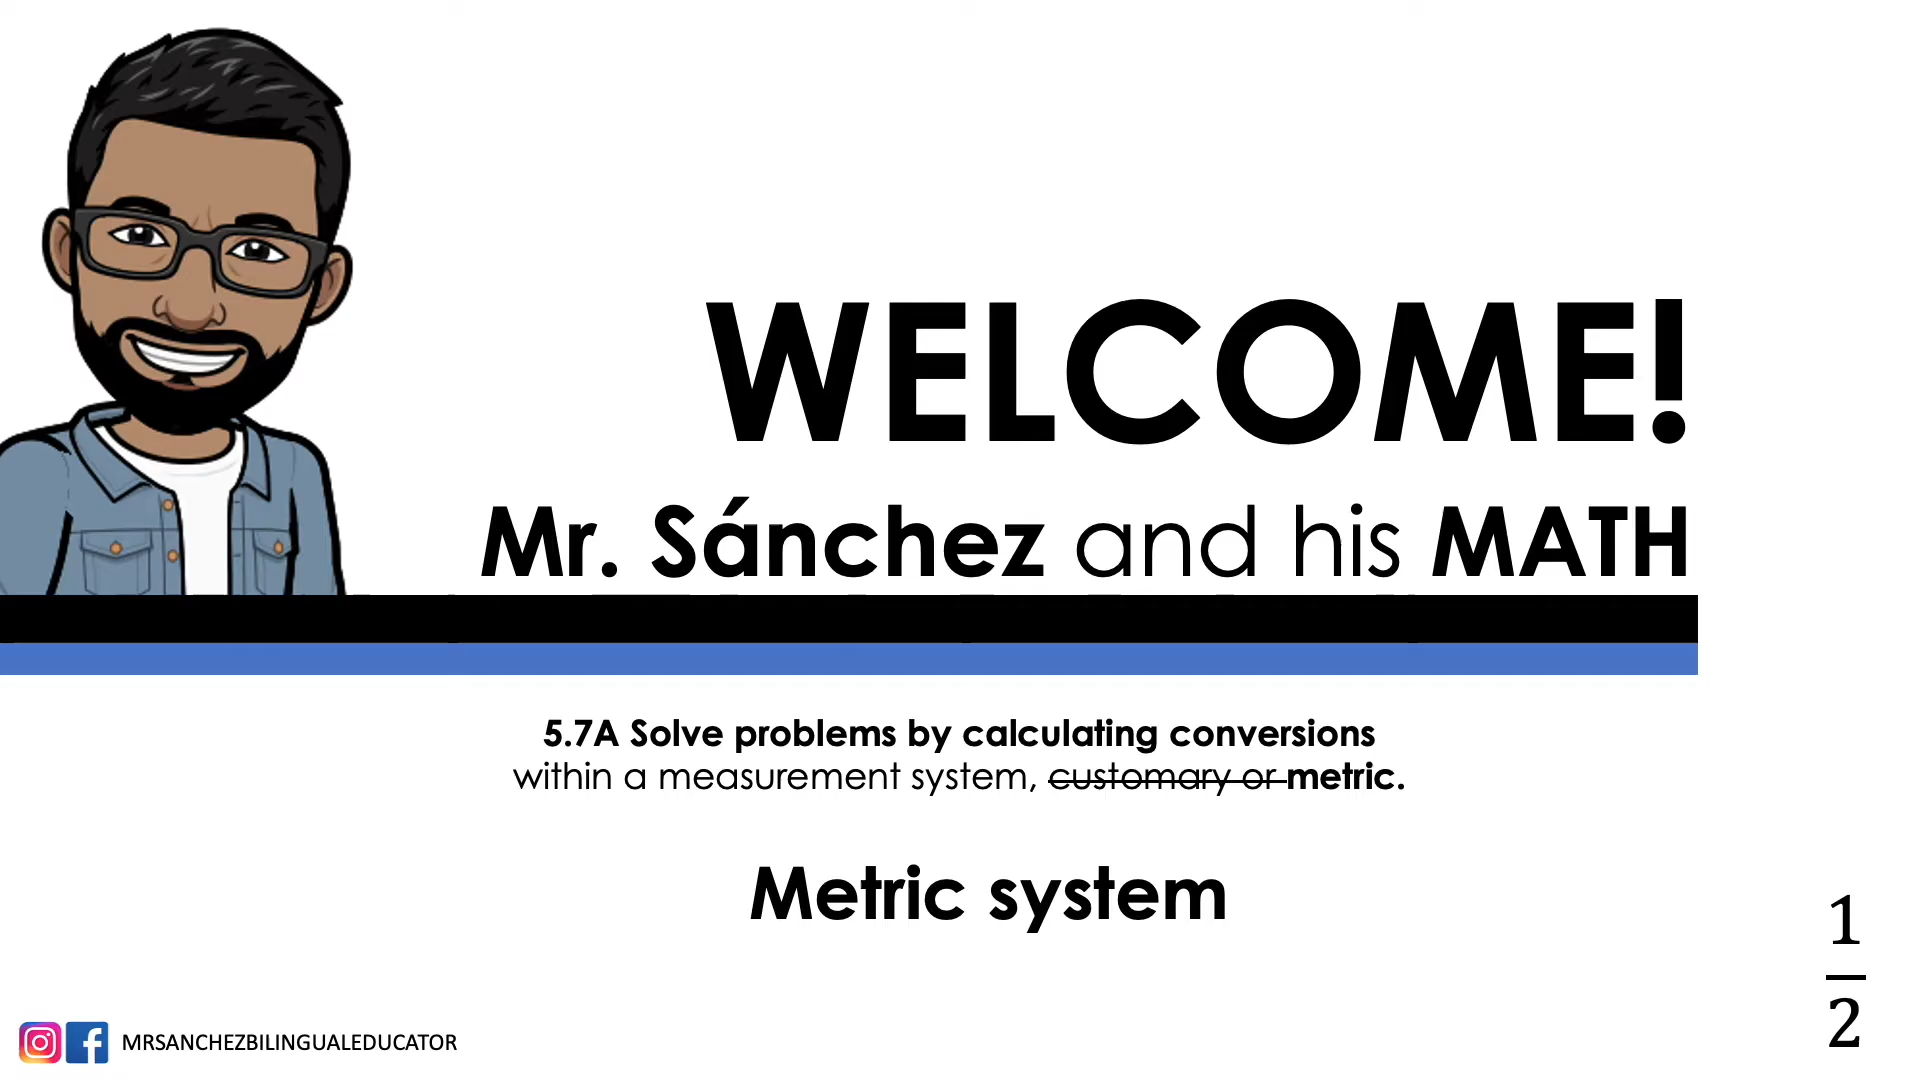 WELCOME!
Mr. Sánchez and his MATH
5.7A Solve problems by calculating conversions
within a measurement system, customary or metric.
Metric system
1
2
MRSANCHEZBILINGUALEDUCATOR